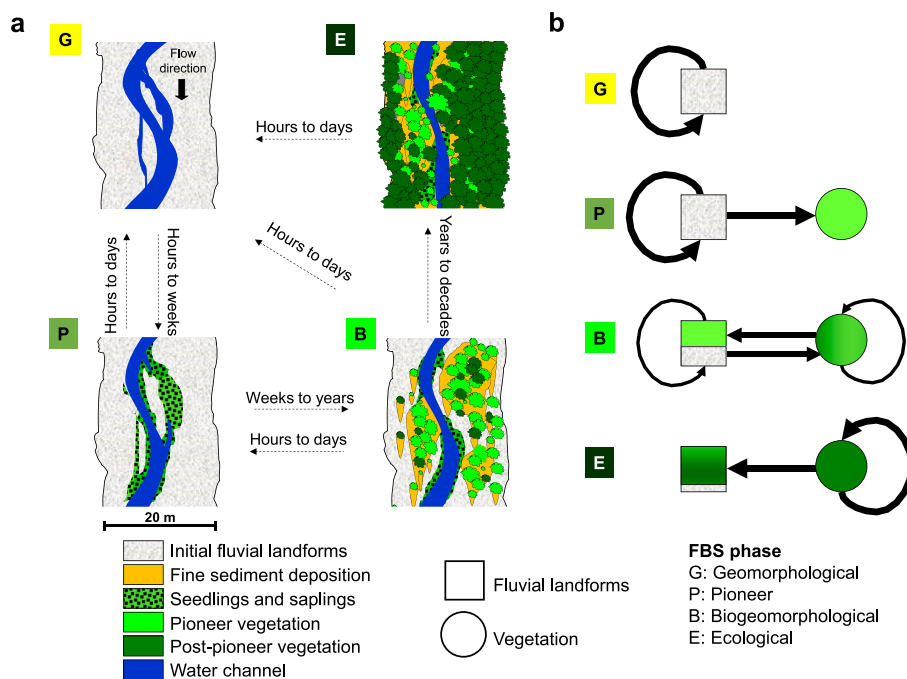 a
b
G
Flow
direction
E
Hours to days
G
P
Hours to days
Hours to weeks
Hours to days
Years to decades
P
B
Weeks to years
Hours to days
B
E
20 m
Initial fluvial landforms
Fine sediment deposition
Seedlings and saplings
Pioneer vegetation
Post-pioneer vegetation
Water channel
Fluvial landforms
Vegetation
FBS phase
G: Geomorphological
P: Pioneer
B: Biogeomorphological
E: Ecological